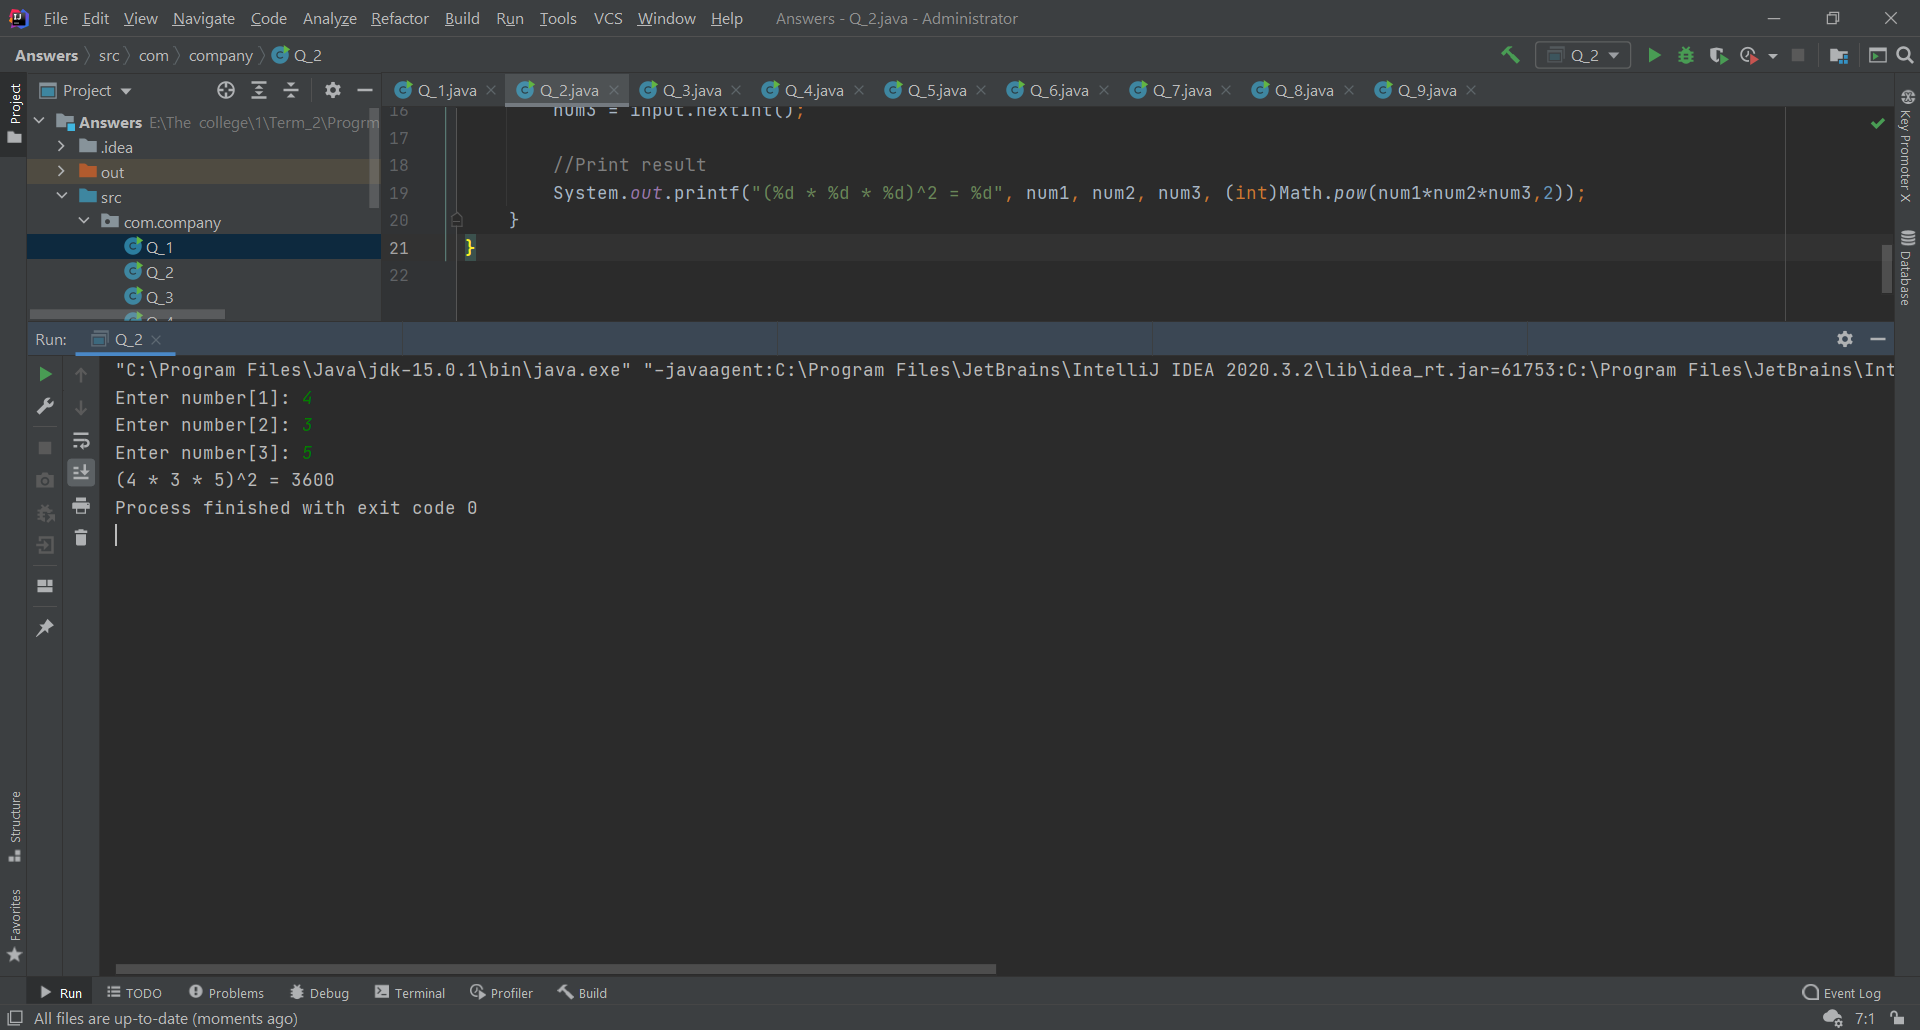 File Edit View Navigate Code Analyze Refactor Build Run Tools VCS Window Help Answers - Q_2.java - Administrator
Answers src com company Q_2
Q_2
Project
Q_1.java Q_2.java Q_3.java Q_4.java Q_5.java Q_6.java Q_7.java Q_8.java Q_9.java
Project
Answers E:\The college\1\Term_2\Progrm
.idea
out
src
com.company
Q_1
Q_2
Q_3
16 num3 = input.nextInt();
17
18 //Print result
19 System.out.printf("(%d * %d * %d)^2 = %d", num1, num2, num3, (int)Math.pow(num1*num2*num3,2));
20 }
21 }
22
Key Promoter X
Database
Run: Q_2
"C:\Program Files\Java\jdk-15.0.1\bin\java.exe" "-javaagent:C:\Program Files\JetBrains\IntelliJ IDEA 2020.3.2\lib\idea_rt.jar=61753:C:\Program Files\JetBrains\Int
Enter number[1]: 4
Enter number[2]: 3
Enter number[3]: 5
(4 * 3 * 5)^2 = 3600
Process finished with exit code 0
Structure
Favorites
Run TODO Problems Debug Terminal Profiler Build Event Log
All files are up-to-date (moments ago) 7:1